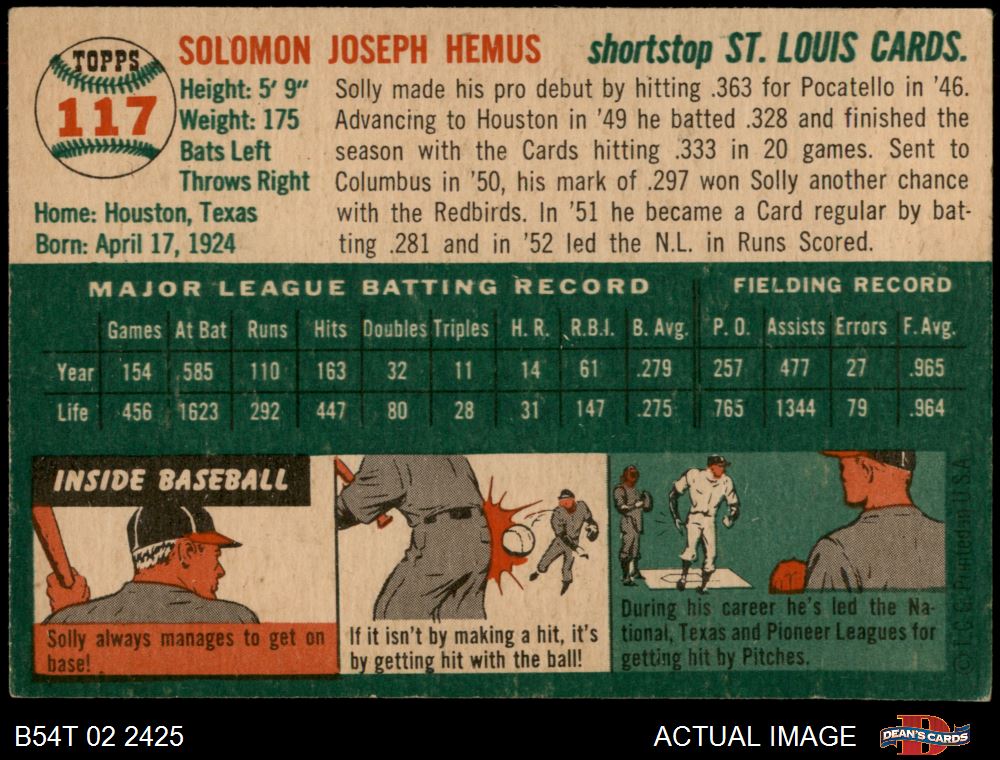 TOPPS
117
SOLOMON JOSEPH HEMUS
shortstop ST. LOUIS CARDS.
Height: 5' 9"
Weight: 175
Bats Left
Throws Right
Home: Houston, Texas
Born: April 17, 1924
Solly made his pro debut by hitting .363 for Pocatello in '46.
Advancing to Houston in '49 he batted .328 and finished the
season with the Cards hitting .333 in 20 games. Sent to
Columbus in '50, his mark of .297 won Solly another chance
with the Redbirds. In '51 he became a Card regular by bat-
ting .281 and in '52 led the N.L. in Runs Scored.
MAJOR LEAGUE BATTING RECORD FIELDING RECORD
Games At Bat Runs Hits Doubles Triples H. R. R.B.I. B. Avg. P. O. Assists Errors F. Avg.
Year 154 585 110 163 32 11 14 61 .279 257 477 27 .965
Life 456 1623 292 447 80 28 31 147 .275 765 1344 79 .964
INSIDE BASEBALL
Solly always manages to get on
base!
If it isn't by making a hit, it's
by getting hit with the ball!
During his career he's led the Na-
tional, Texas and Pioneer Leagues for
getting hit by Pitches.
© T.C.G. Printed in U.S.A.
B54T 02 2425
ACTUAL IMAGE
D
DEAN'S CARDS